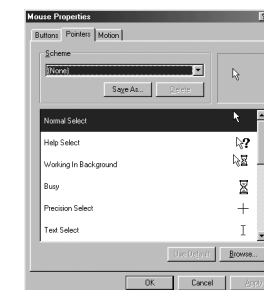 Mouse Properties
Buttons Pointers Motion
Scheme
(None)
Save As... Delete
Normal Select
Help Select
Working In Background
Busy
Precision Select
Text Select
Use Default Browse...
OK Cancel Apply